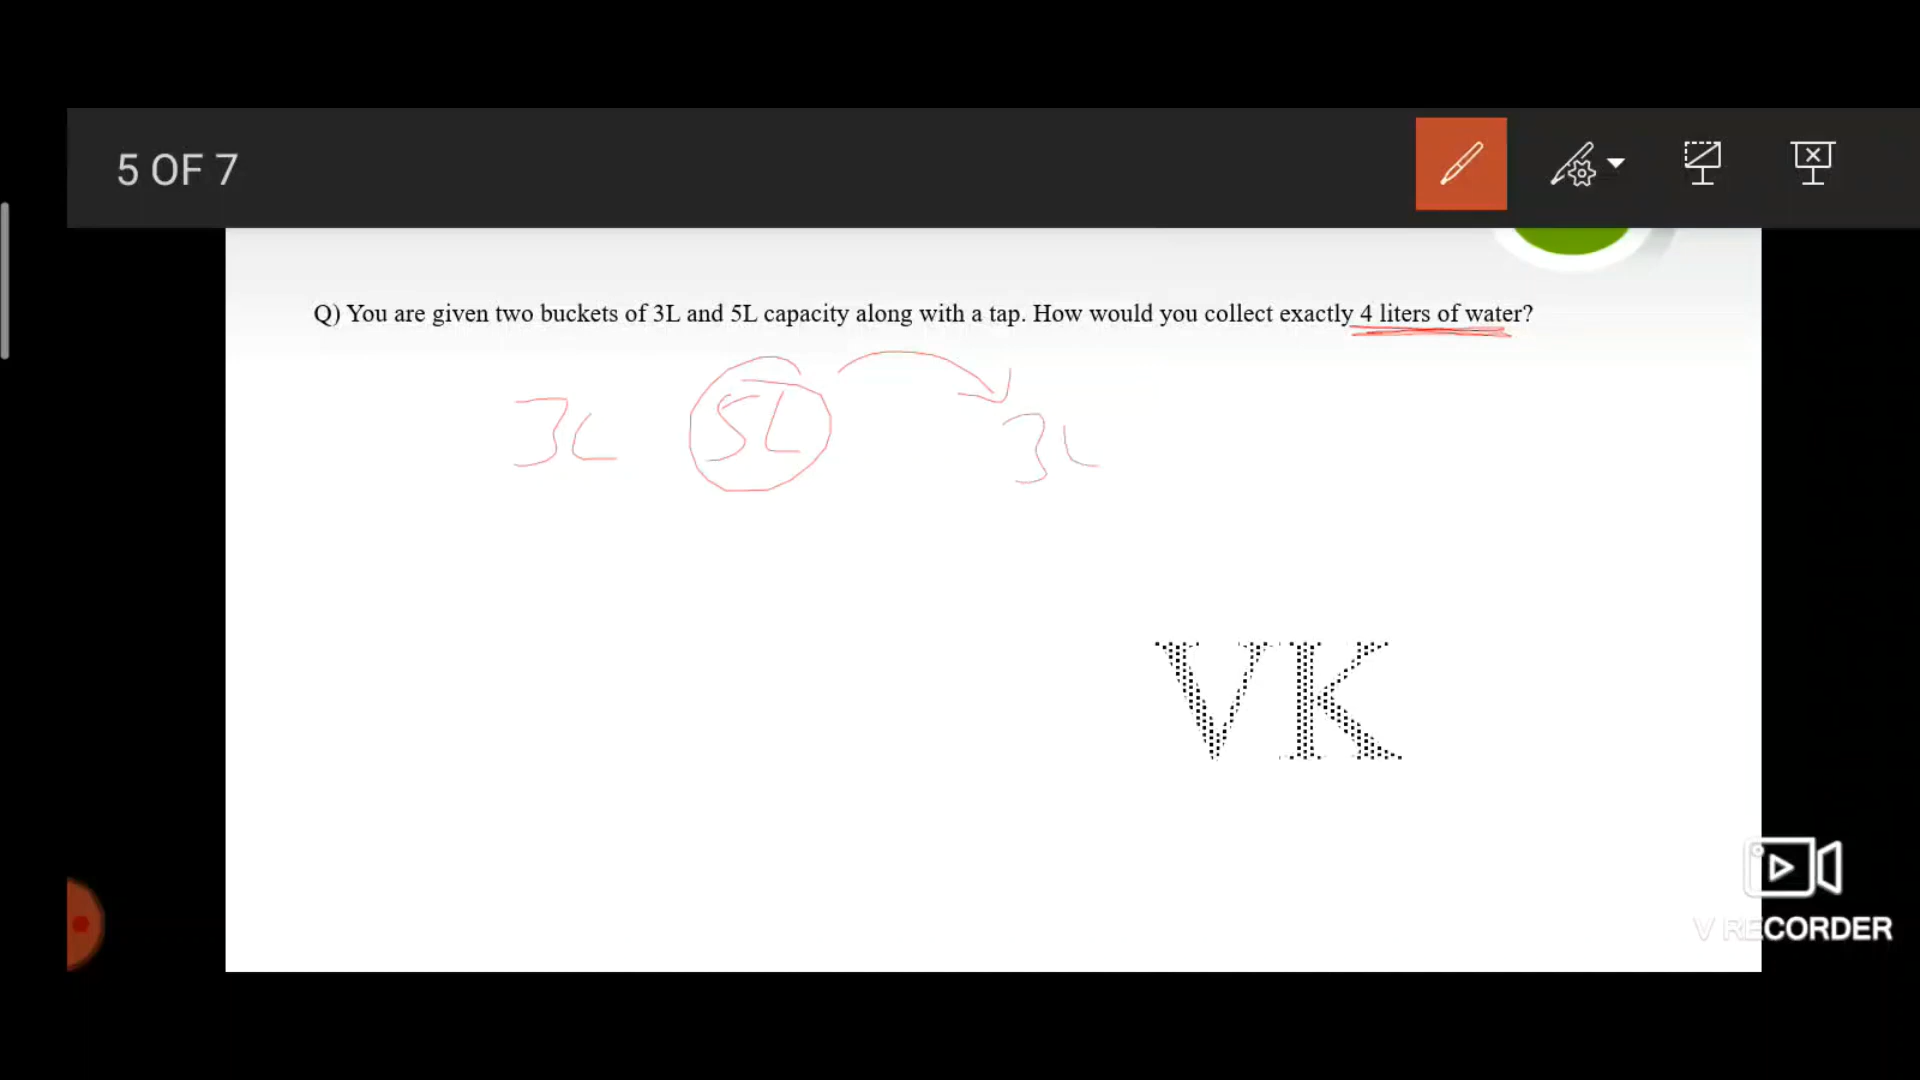 5 OF 7
Q) You are given two buckets of 3L and 5L capacity along with a tap. How would you collect exactly 4 liters of water?
3L 5L 3L
VK
V RECORDER